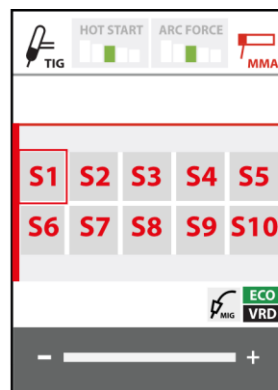 HOT START ARC FORCE
TIG MMA
S1 S2 S3 S4 S5
S6 S7 S8 S9 S10
ECO
MIG VRD
- +